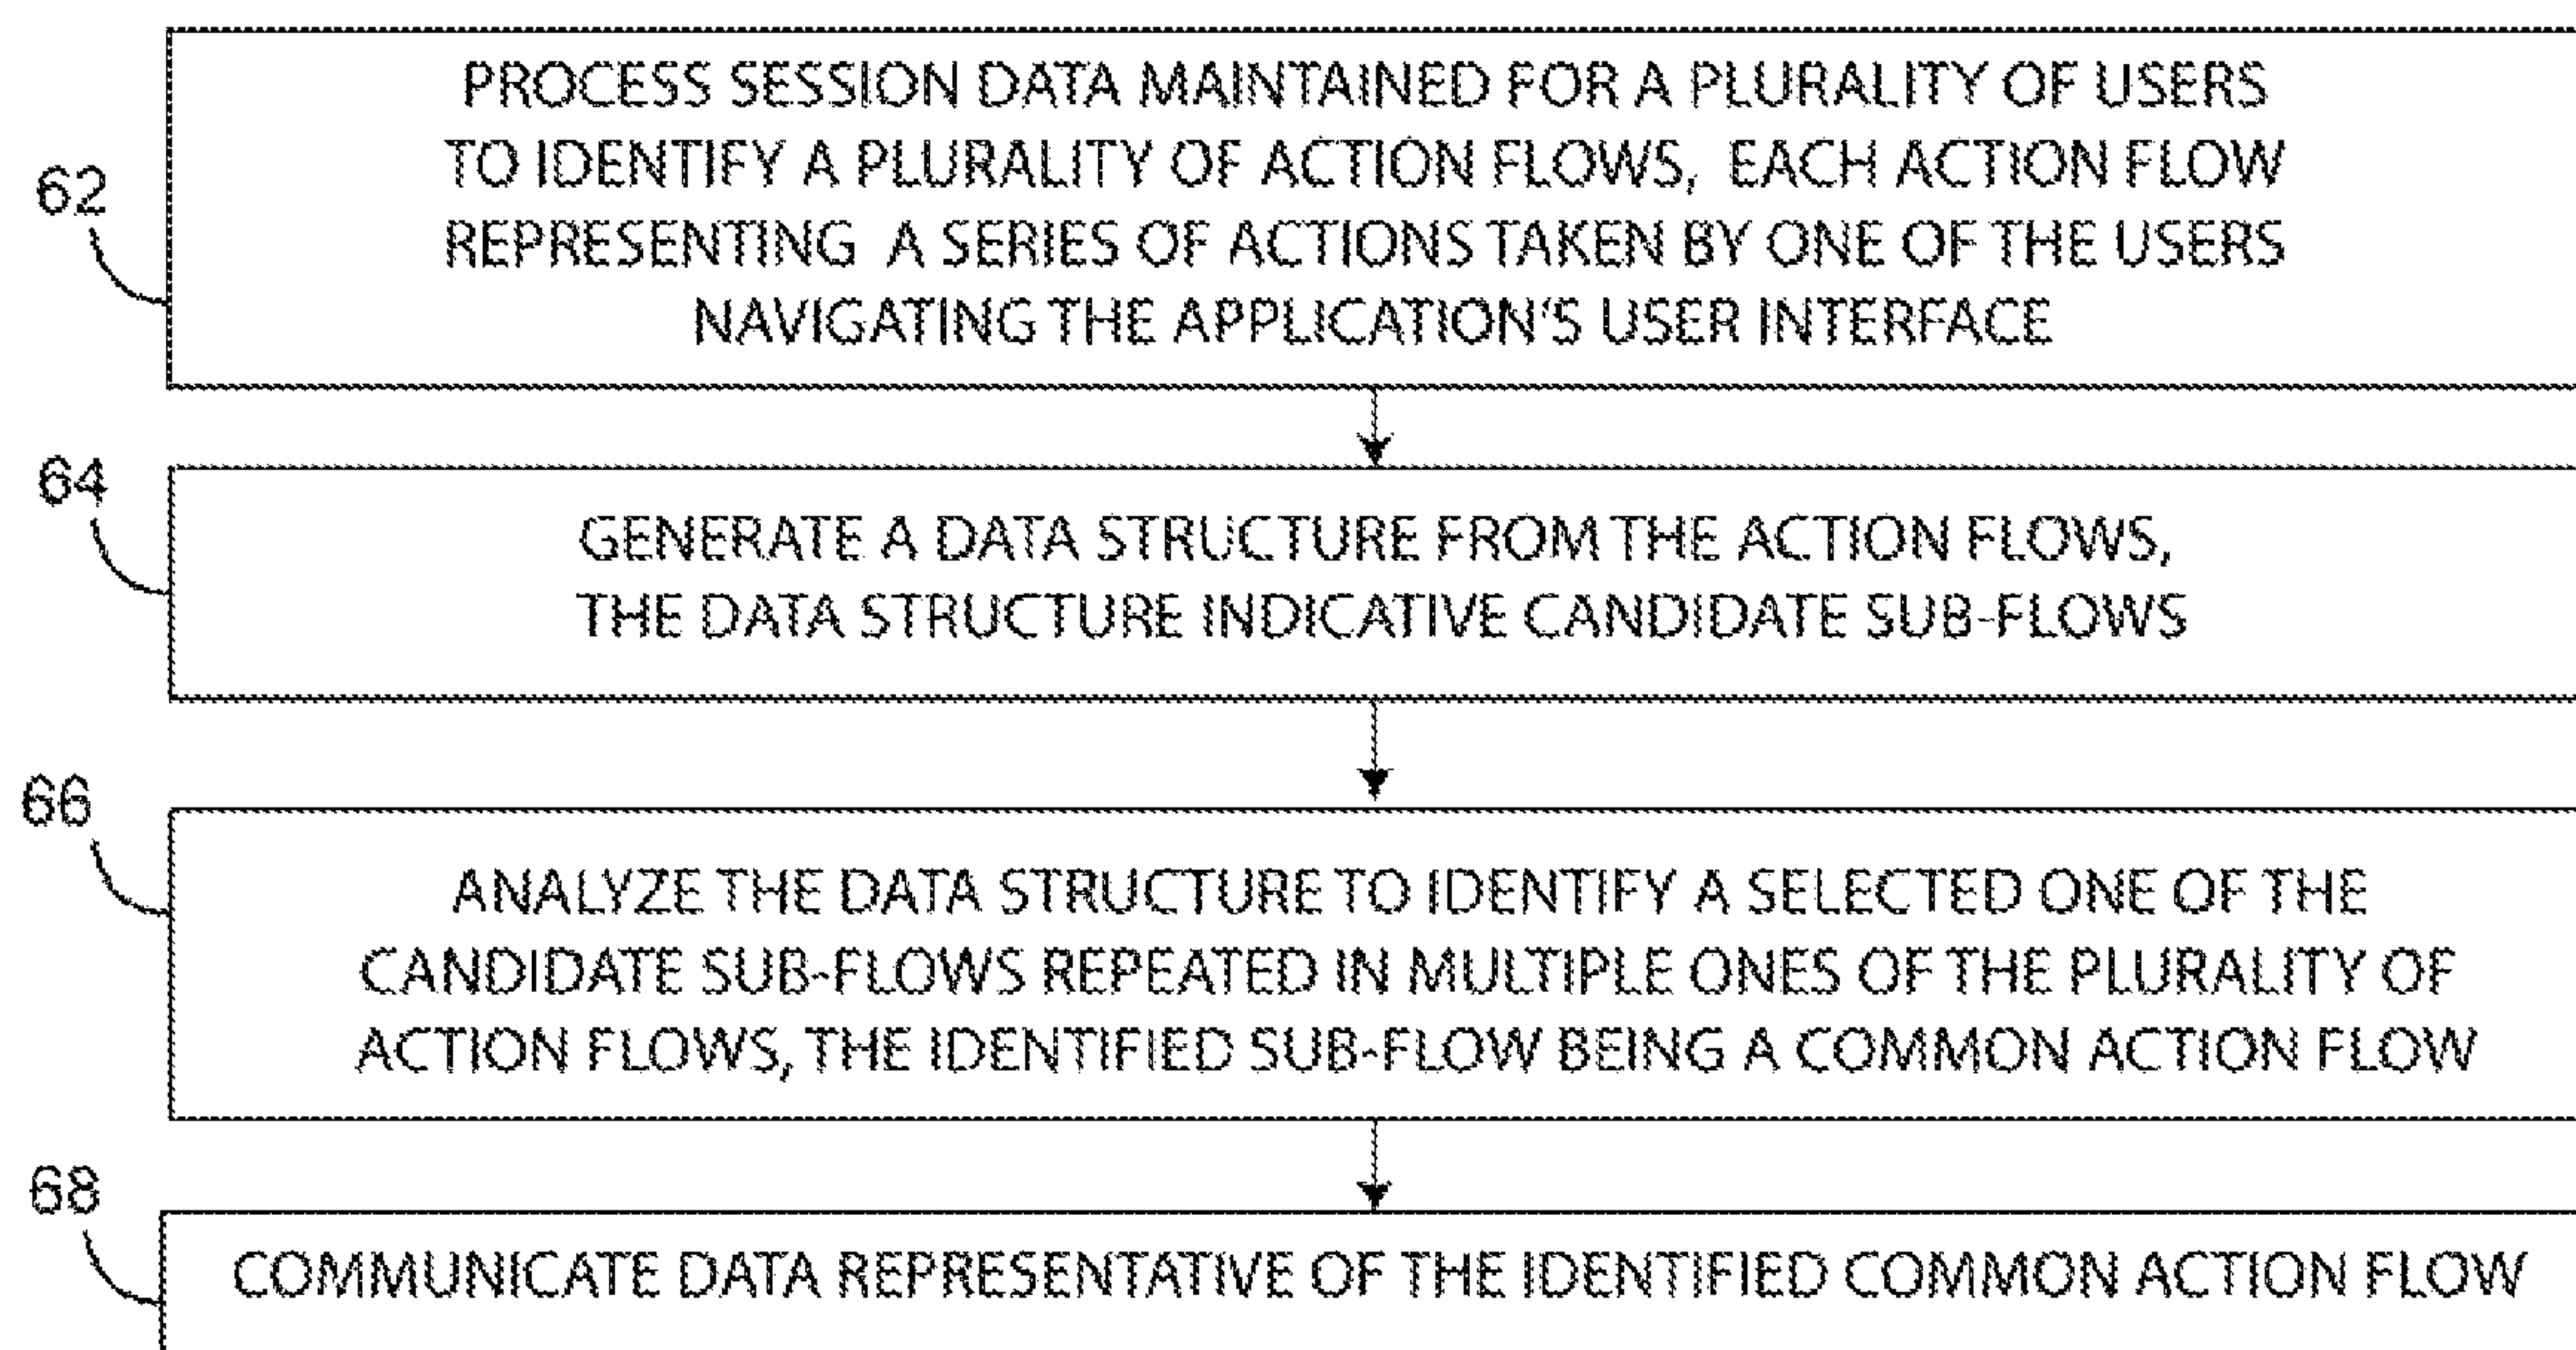 PROCESS SESSION DATA MAINTAINED FOR A PLURALITY OF USERS
TO IDENTIFY A PLURALITY OF ACTION FLOWS, EACH ACTION FLOW
REPRESENTING A SERIES OF ACTIONS TAKEN BY ONE OF THE USERS
NAVIGATING THE APPLICATION'S USER INTERFACE
62
64
GENERATE A DATA STRUCTURE FROM THE ACTION FLOWS,
THE DATA STRUCTURE INDICATIVE CANDIDATE SUB-FLOWS
66
ANALYZE THE DATA STRUCTURE TO IDENTIFY A SELECTED ONE OF THE
CANDIDATE SUB-FLOWS REPEATED IN MULTIPLE ONES OF THE PLURALITY OF
ACTION FLOWS, THE IDENTIFIED SUB-FLOW BEING A COMMON ACTION FLOW
68
COMMUNICATE DATA REPRESENTATIVE OF THE IDENTIFIED COMMON ACTION FLOW